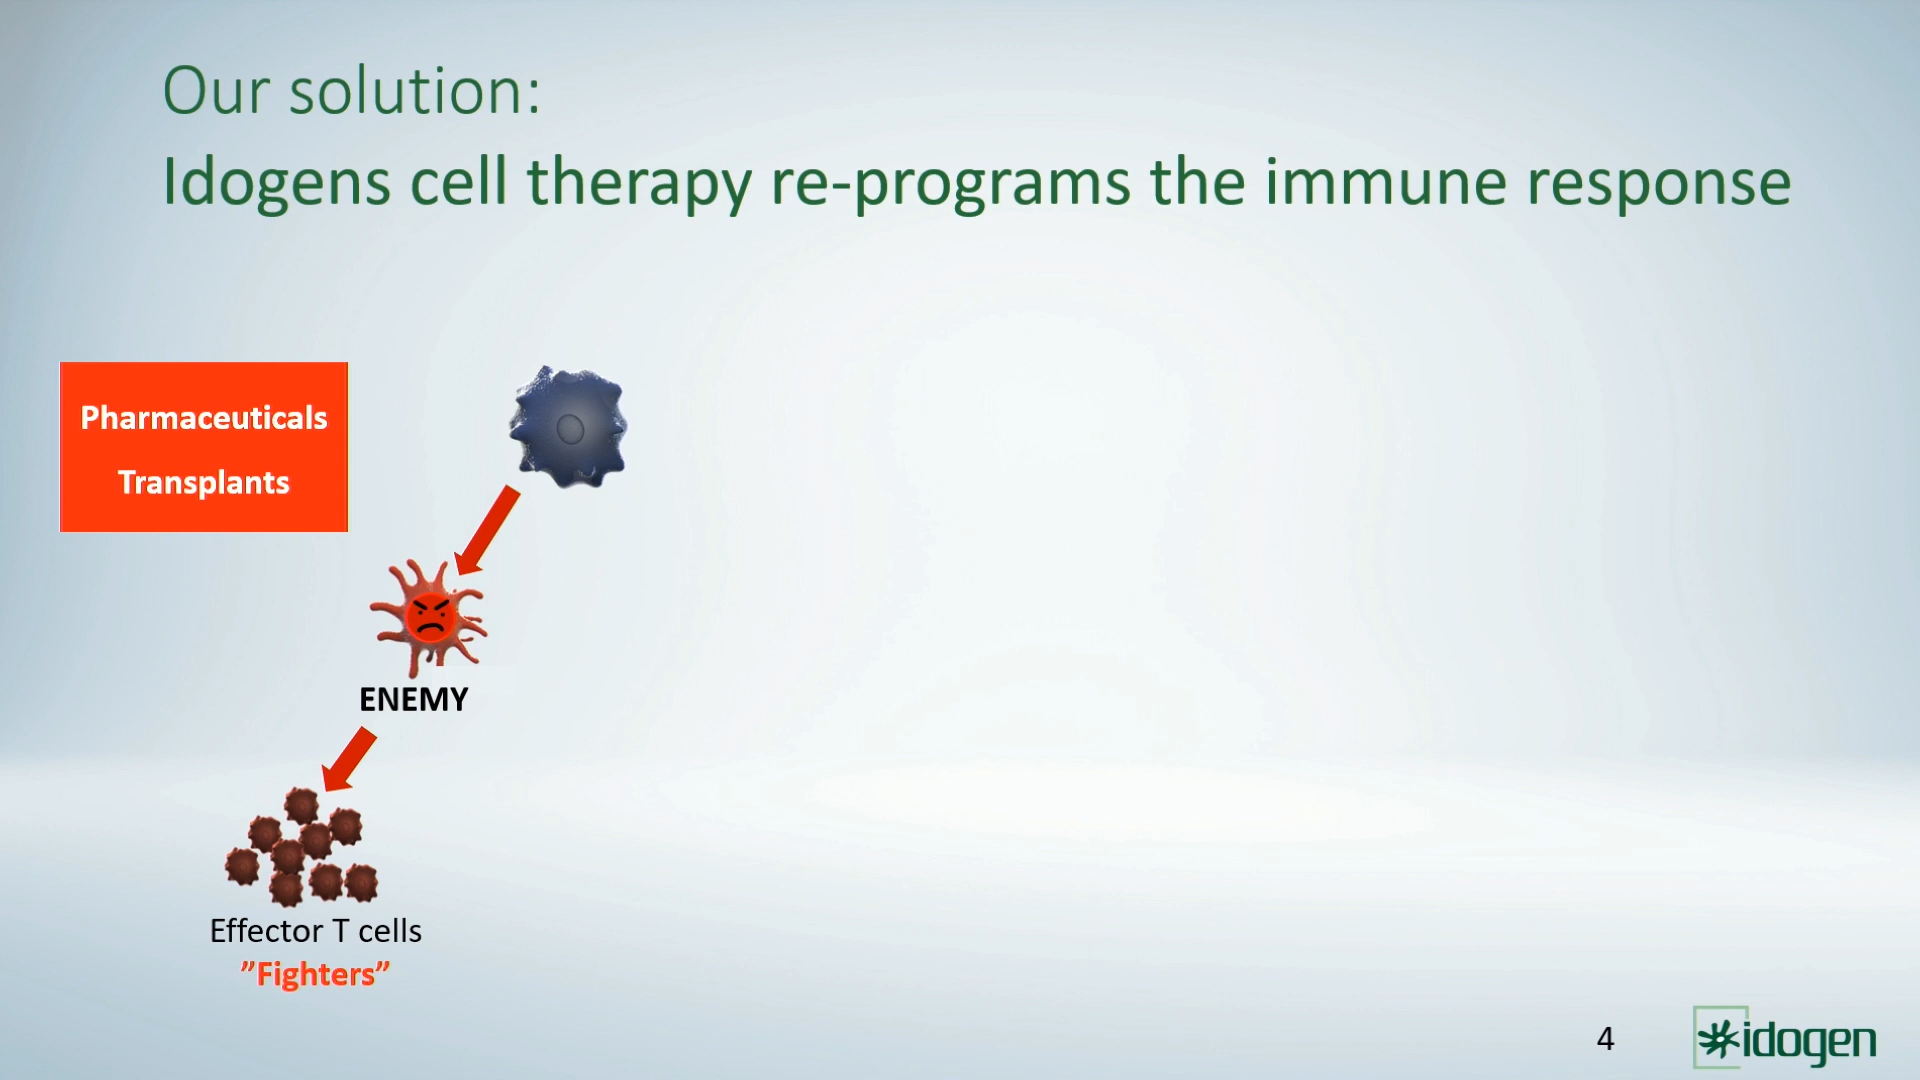 Our solution:
Idogens cell therapy re-programs the immune response
Pharmaceuticals
Transplants
ENEMY
Effector T cells
”Fighters”
4
idogen